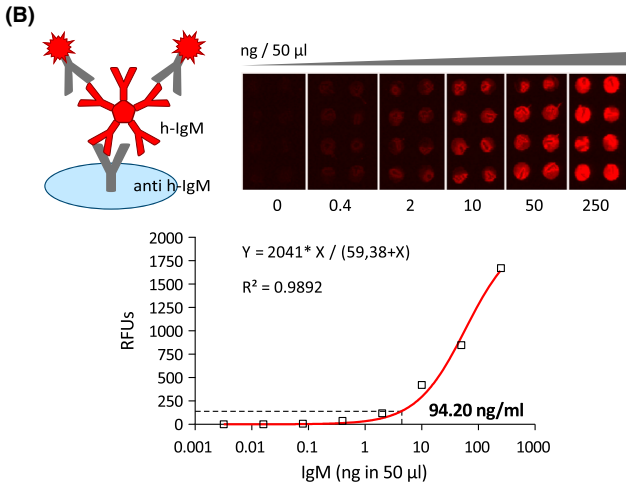 (B)
ng / 50 µl
h-IgM
anti h-IgM
0 0.4 2 10 50 250
Y = 2041* X / (59,38+X)
R² = 0.9892
RFUs
2000
1750
1500
1250
1000
750
500
250
0
94.20 ng/ml
0.001 0.01 0.1 1 10 100 1000
IgM (ng in 50 µl)